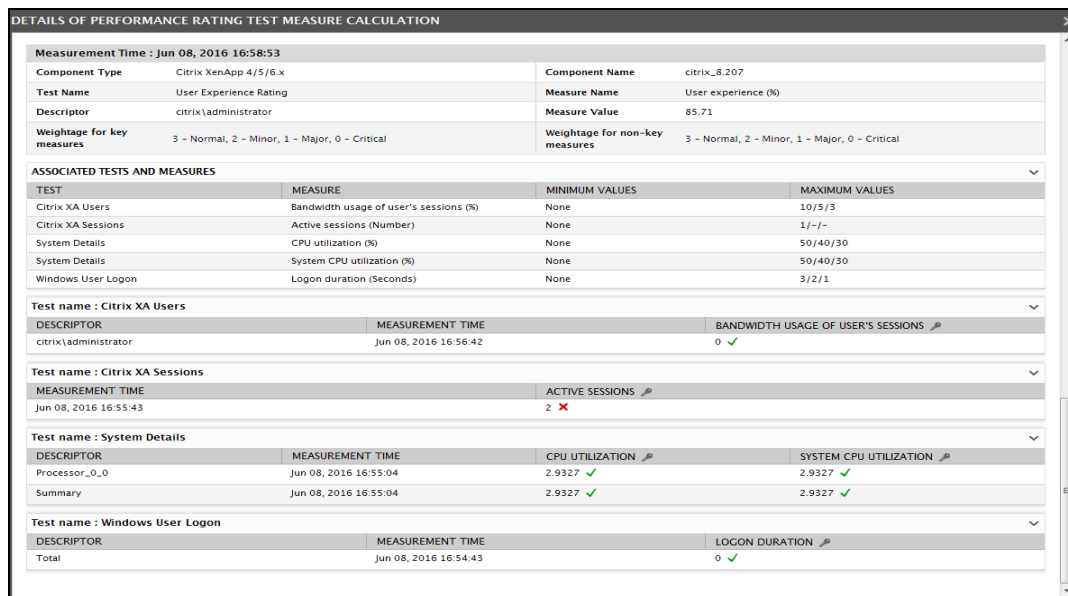 DETAILS OF PERFORMANCE RATING TEST MEASURE CALCULATION
Measurement Time : Jun 08, 2016 16:58:53
Component Type Citrix XenApp 4/5/6.x Component Name citrix_8.207
Test Name User Experience Rating Measure Name User experience (%)
Descriptor citrix\administrator Measure Value 85.71
Weightage for key measures 3 - Normal, 2 - Minor, 1 - Major, 0 - Critical Weightage for non-key measures 3 - Normal, 2 - Minor, 1 - Major, 0 - Critical
ASSOCIATED TESTS AND MEASURES
TEST MEASURE MINIMUM VALUES MAXIMUM VALUES
Citrix XA Users Bandwidth usage of user's sessions (%) None 10/5/3
Citrix XA Sessions Active sessions (Number) None 1/-/-
System Details CPU utilization (%) None 50/40/30
System Details System CPU utilization (%) None 50/40/30
Windows User Logon Logon duration (Seconds) None 3/2/1
Test name : Citrix XA Users
DESCRIPTOR MEASUREMENT TIME BANDWIDTH USAGE OF USER'S SESSIONS
citrix\administrator Jun 08, 2016 16:56:42 0
Test name : Citrix XA Sessions
MEASUREMENT TIME ACTIVE SESSIONS
Jun 08, 2016 16:55:43 2
Test name : System Details
DESCRIPTOR MEASUREMENT TIME CPU UTILIZATION SYSTEM CPU UTILIZATION
Processor_0_0 Jun 08, 2016 16:55:04 2.9327 2.9327
Summary Jun 08, 2016 16:55:04 2.9327 2.9327
Test name : Windows User Logon
DESCRIPTOR MEASUREMENT TIME LOGON DURATION
Total Jun 08, 2016 16:54:43 0